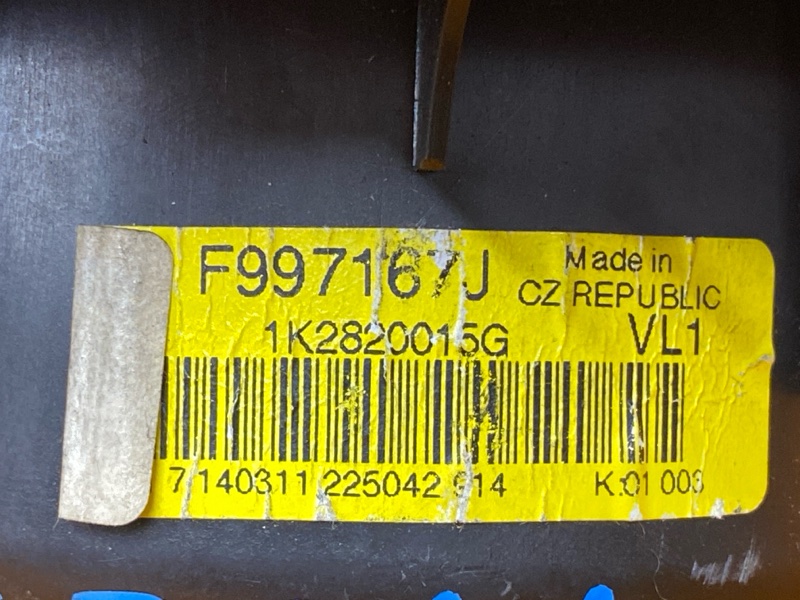 F997167J Made in
CZ REPUBLIC
1K2820015G VL1
7 140311 225042 914 K:01 003